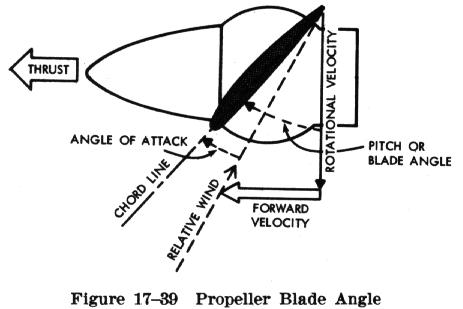 THRUST
ROTATIONAL VELOCITY
ANGLE OF ATTACK
PITCH OR
BLADE ANGLE
CHORD LINE
RELATIVE WIND
FORWARD
VELOCITY
Figure 17–39 Propeller Blade Angle